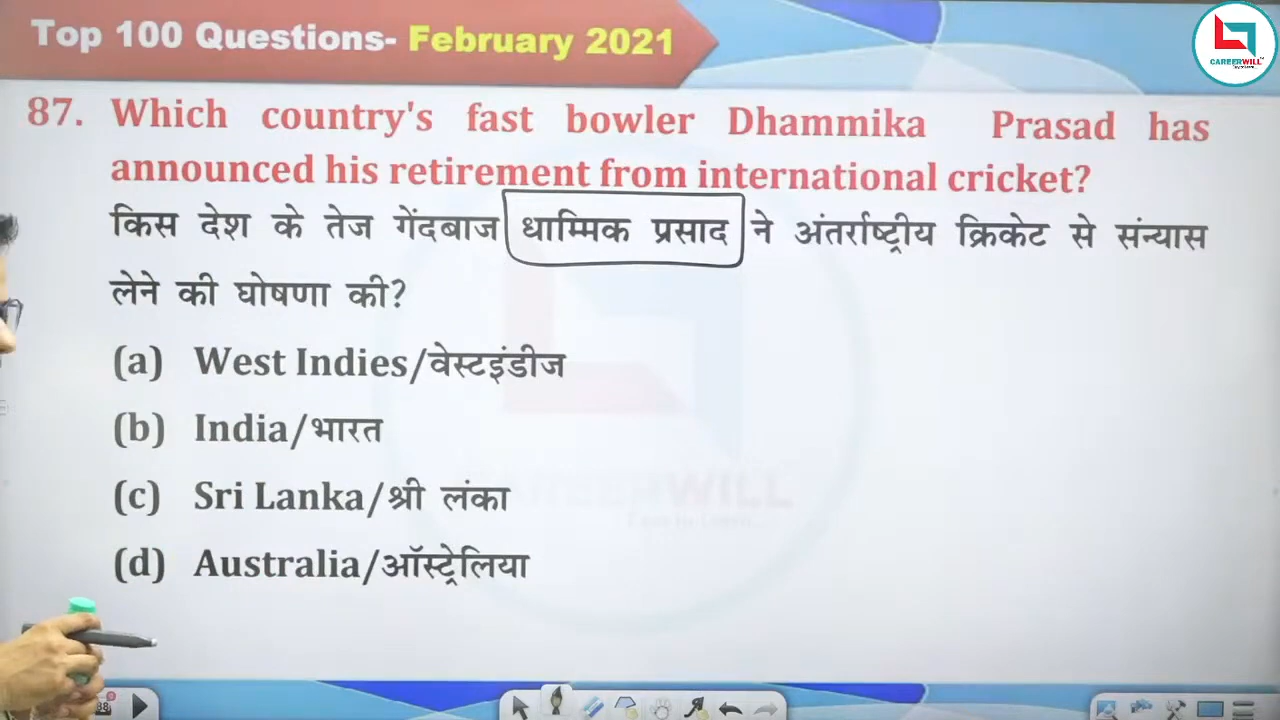 Top 100 Questions- February 2021
CAREERWILL
87. Which country's fast bowler Dhammika Prasad has
announced his retirement from international cricket?
किस देश के तेज गेंदबाज धाम्मिक प्रसाद ने अंतर्राष्ट्रीय क्रिकेट से संन्यास
लेने की घोषणा की?
(a) West Indies/वेस्टइंडीज
(b) India/भारत
(c) Sri Lanka/श्री लंका
(d) Australia/ऑस्ट्रेलिया